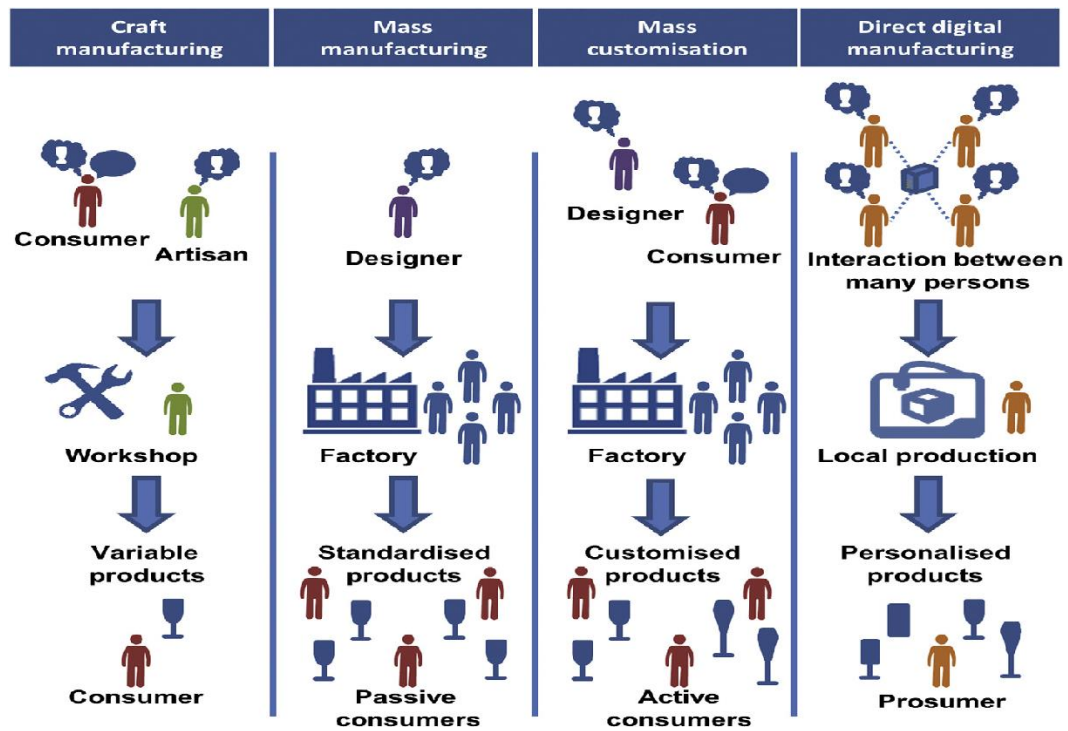 Craft
manufacturing
Mass
manufacturing
Mass
customisation
Direct digital
manufacturing
Consumer
Artisan
Designer
Designer
Consumer
Interaction between
many persons
Workshop
Factory
Factory
Local production
Variable
products
Standardised
products
Customised
products
Personalised
products
Consumer
Passive
consumers
Active
consumers
Prosumer